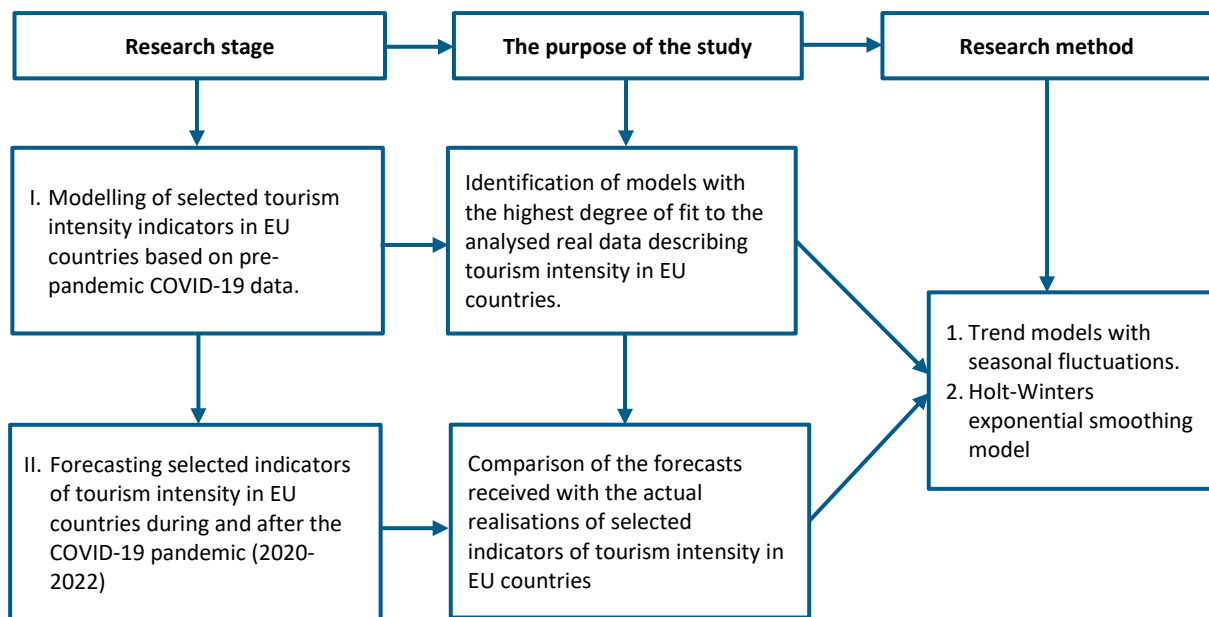 Research stage
The purpose of the study
Research method
I. Modelling of selected tourism
intensity indicators in EU
countries based on pre-
pandemic COVID-19 data.
Identification of models with
the highest degree of fit to the
analysed real data describing
tourism intensity in EU
countries.
1. Trend models with
seasonal fluctuations.
2. Holt-Winters
exponential smoothing
model
II. Forecasting selected indicators
of tourism intensity in EU
countries during and after the
COVID-19 pandemic (2020-
2022)
Comparison of the forecasts
received with the actual
realisations of selected
indicators of tourism intensity in
EU countries